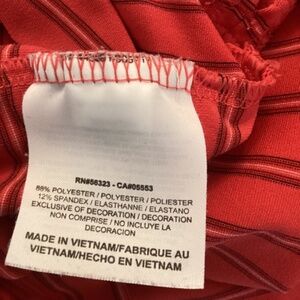 RN#56323 - CA#05553
88% POLYESTER / POLYESTER / POLIESTER
12% SPANDEX / ELASTHANNE / ELASTANO
EXCLUSIVE OF DECORATION / DECORATION
NON COMPRISE / NO INCLUYE LA
DECORACIÓN
MADE IN VIETNAM/FABRIQUE AU
VIETNAM/HECHO EN VIETNAM